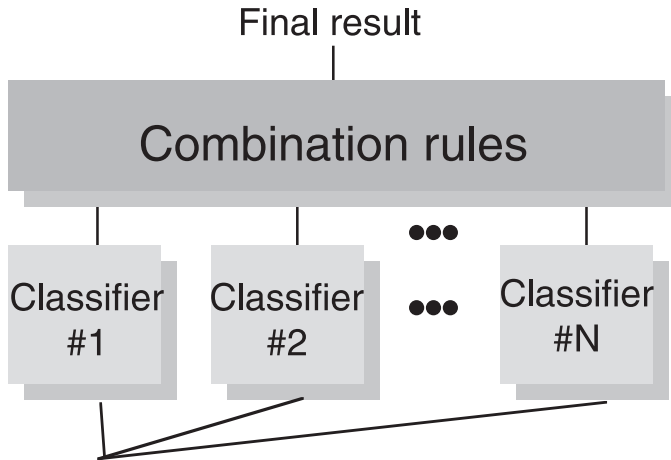 Final result
Combination rules
Classifier
#1
Classifier
#2
Classifier
#N